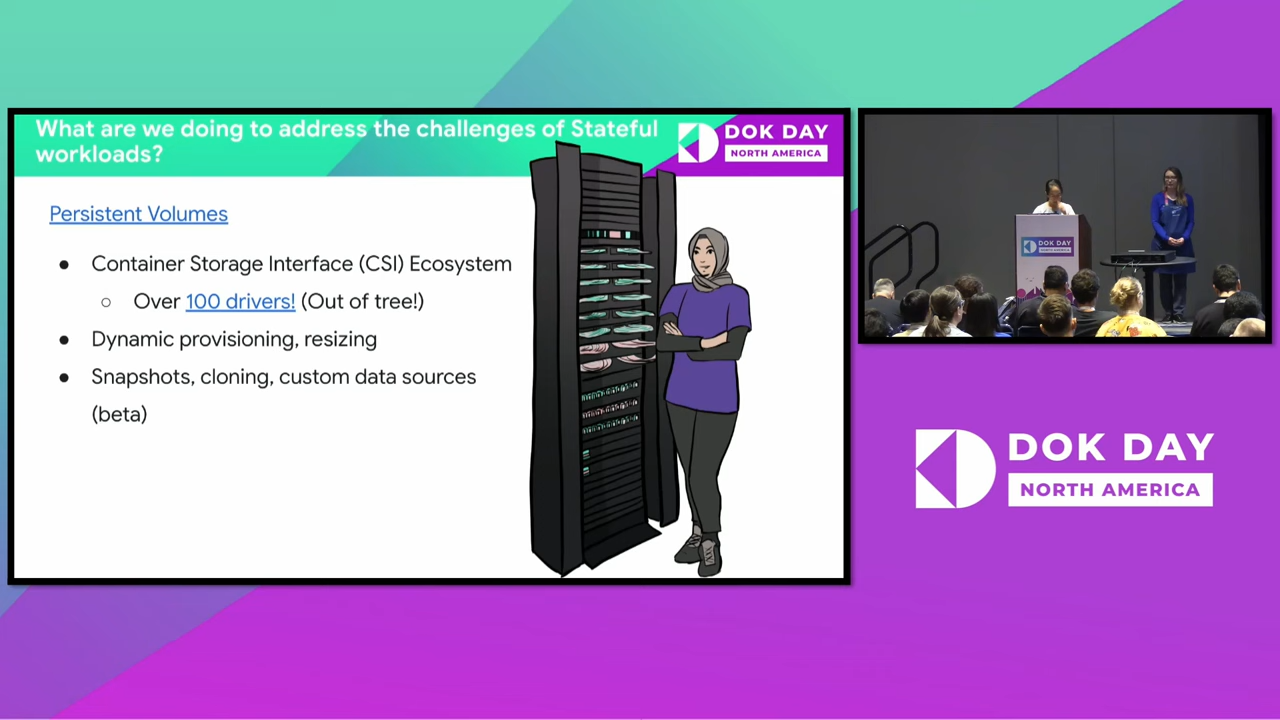 What are we doing to address the challenges of Stateful
workloads?
DOK DAY
NORTH AMERICA
Persistent Volumes
● Container Storage Interface (CSI) Ecosystem
○ Over 100 drivers! (Out of tree!)
● Dynamic provisioning, resizing
● Snapshots, cloning, custom data sources
(beta)
DOK DAY
NORTH AMERICA
DOK DAY
NORTH AMERICA